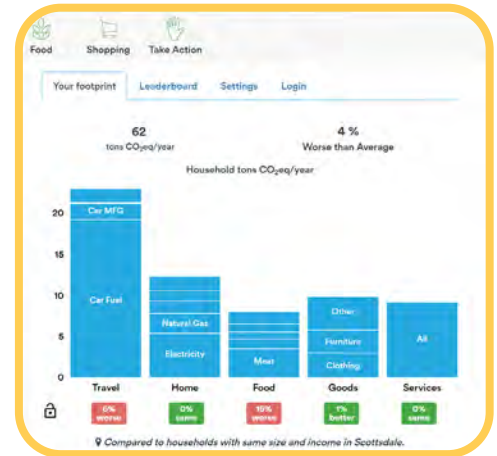 Food Shopping Take Action
Your footprint Leaderboard Settings Login
62 4 %
tons CO₂eq/year Worse than Average
Household tons CO₂eq/year
20
15
10
5
0
Car MFG
Car Fuel
Natural Gas
Electricity
Meat
Other
Furniture
Clothing
All
Travel Home Food Goods Services
0% 1% 0%
worse same worse better same
Compared to households with same size and income in Scottsdale.